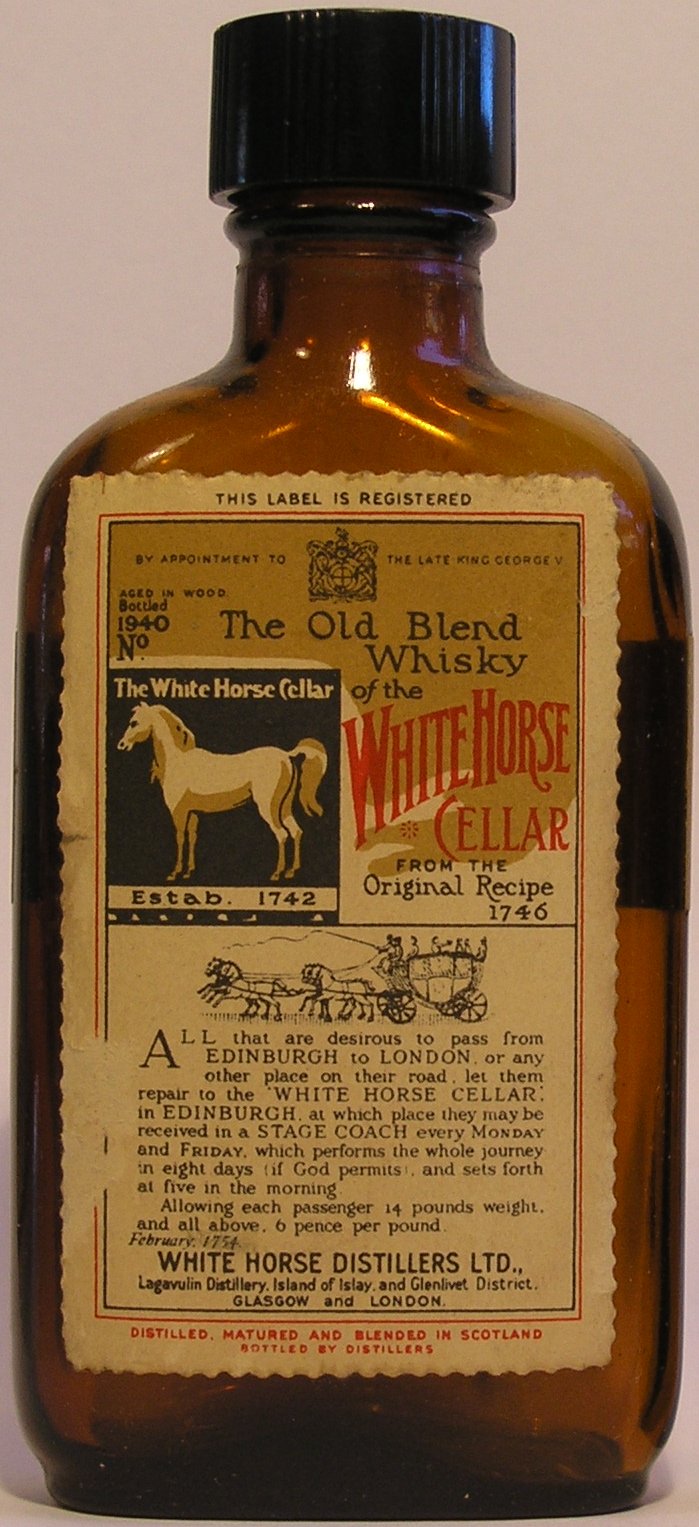 THIS LABEL IS REGISTERED
BY APPOINTMENT TO THE LATE KING GEORGE V
AGED IN WOOD.
Bottled
1940
Nº
The Old Blend
Whisky
of the
WHITE HORSE
CELLAR
FROM THE
Original Recipe
1746
The White Horse Cellar
Estab. 1742
ALL that are desirous to pass from
EDINBURGH to LONDON, or any
other place on their road, let them
repair to the "WHITE HORSE CELLAR"
in EDINBURGH, at which place they may be
received in a STAGE COACH every MONDAY
and FRIDAY, which performs the whole journey
in eight days (if God permits), and sets forth
at five in the morning.
Allowing each passenger 14 pounds weight,
and all above, 6 pence per pound.
February, 1754.
WHITE HORSE DISTILLERS LTD.,
Lagavulin Distillery, Island of Islay, and Glenlivet District.
GLASGOW and LONDON.
DISTILLED, MATURED AND BLENDED IN SCOTLAND
BOTTLED BY DISTILLERS